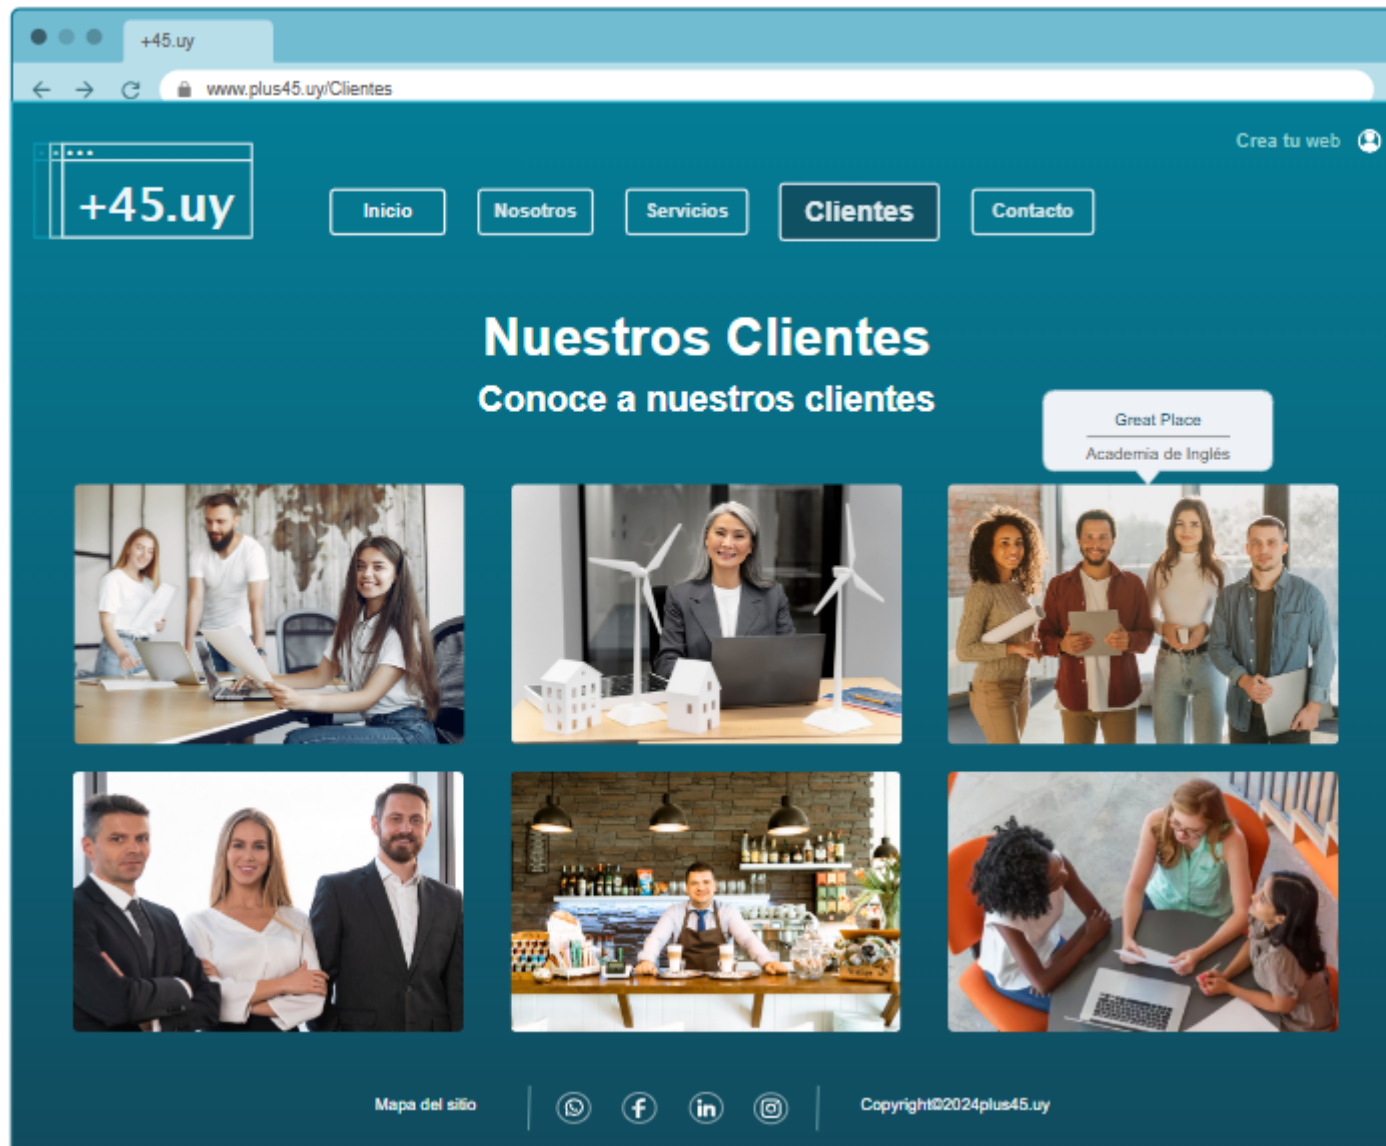 +45.uy
www.plus45.uy/Clientes
Crea tu web
+45.uy
Inicio
Nosotros
Servicios
Clientes
Contacto
Nuestros Clientes
Conoce a nuestros clientes
Great Place
Academia de Inglés
Mapa del sitio
Copyright©2024plus45.uy